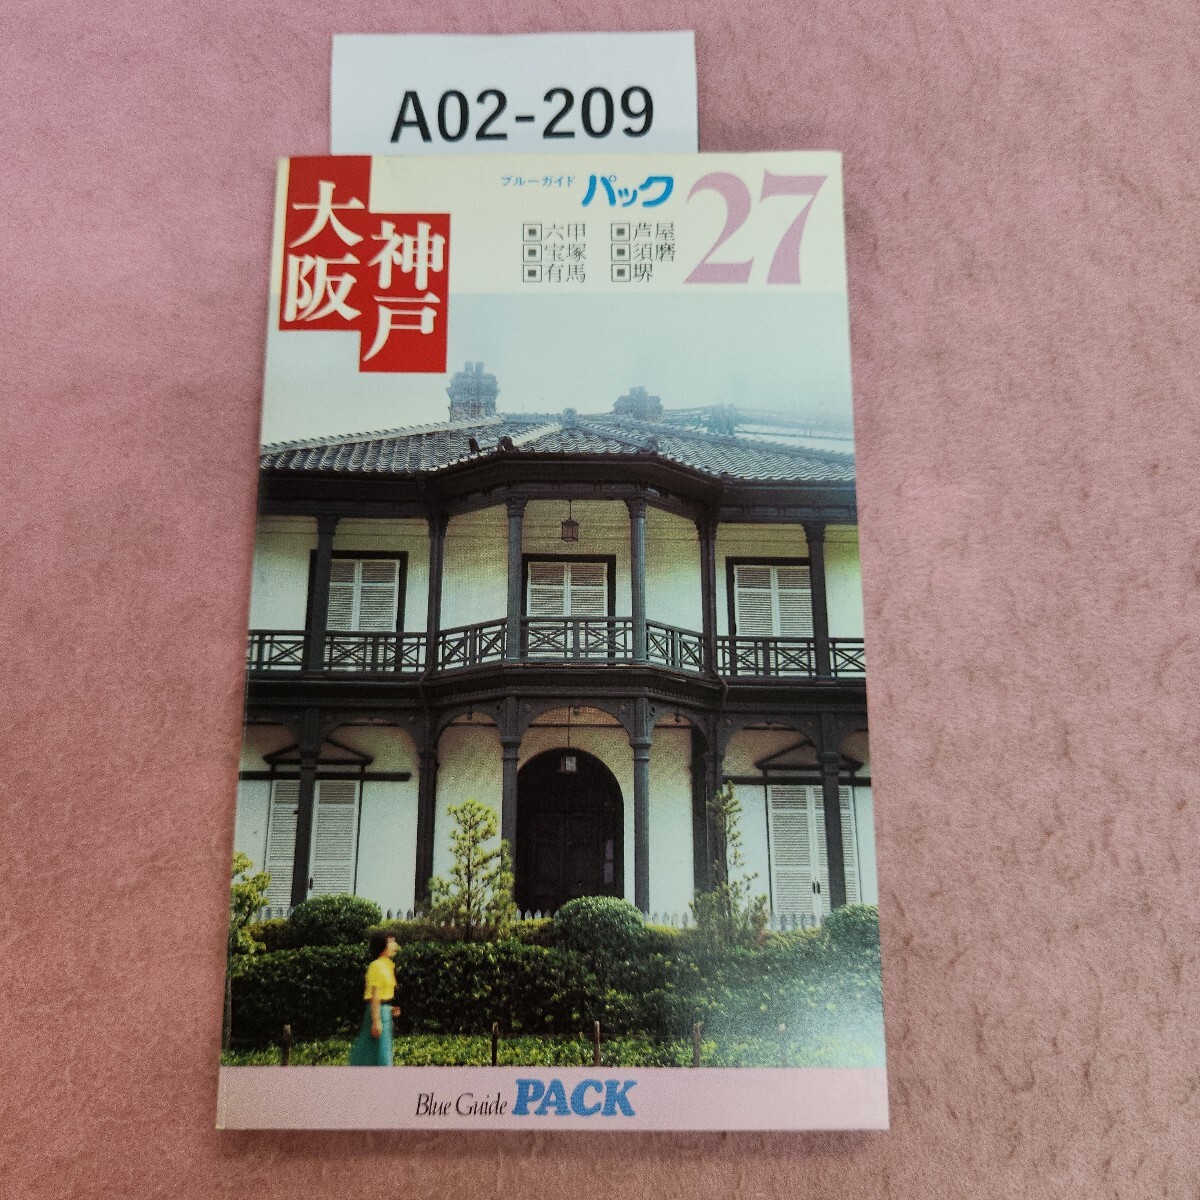 A02-209
大阪
神戸
ブルーガイド パック 27
▣六甲 ▣芦屋
▣宝塚 ▣須磨
▣有馬 ▣堺
Blue Guide PACK